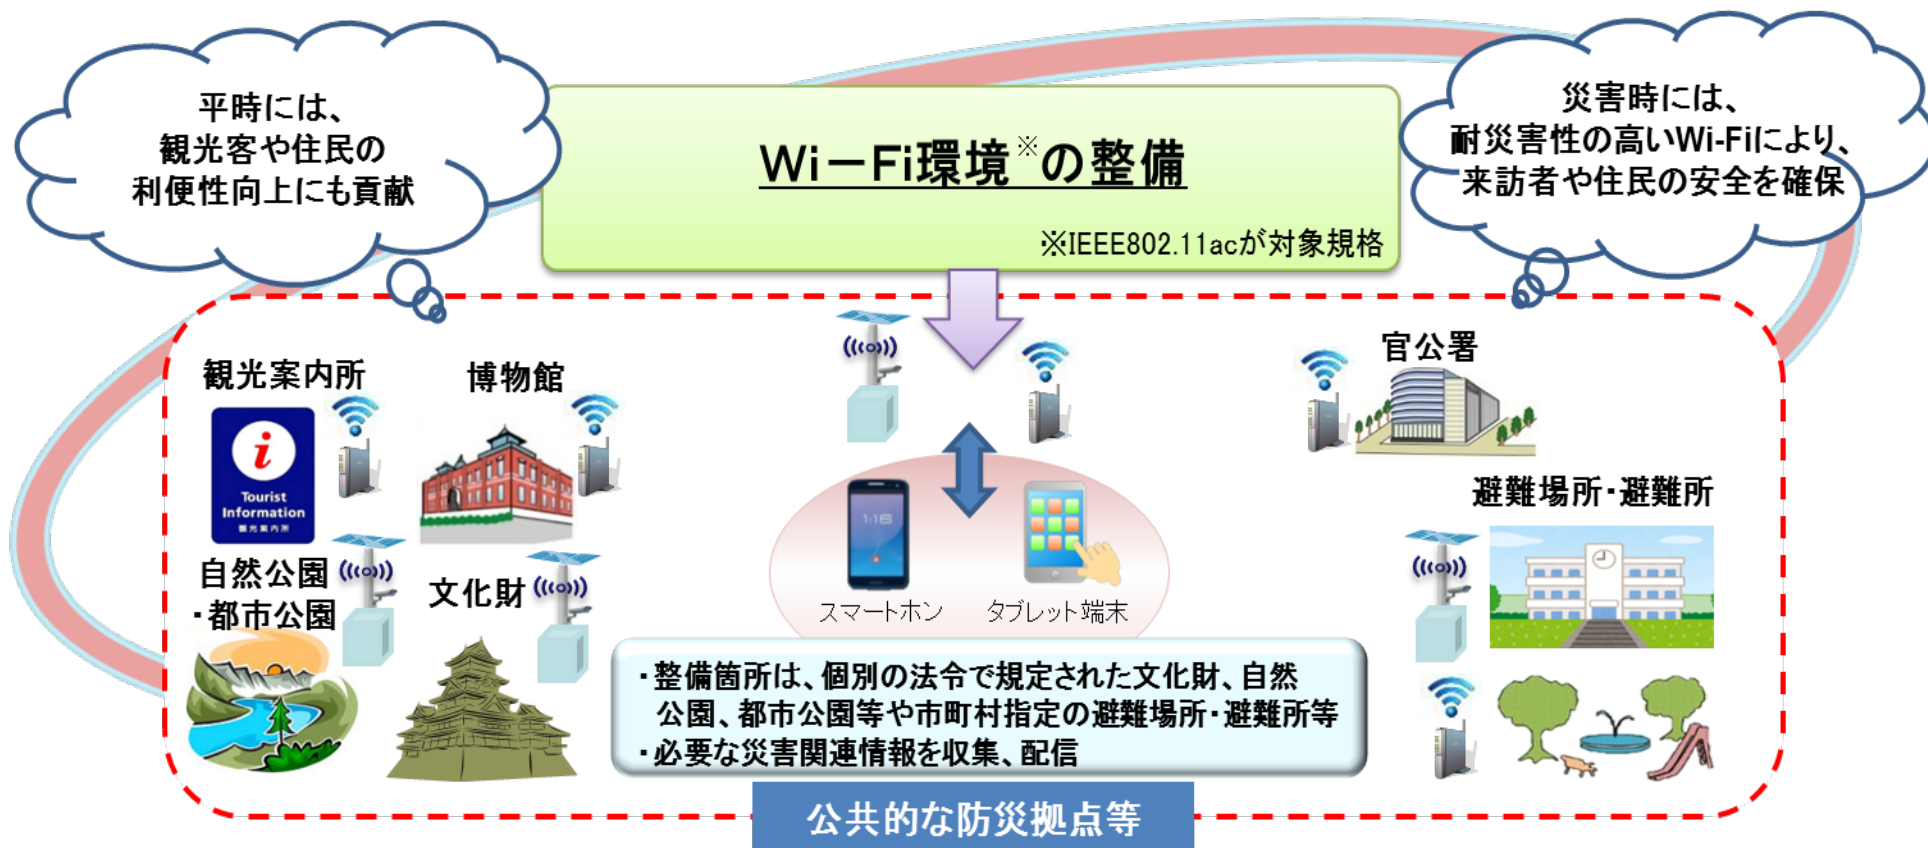 平時には、
観光客や住民の
利便性向上にも貢献
Wi－Fi環境※の整備
※IEEE802.11acが対象規格
災害時には、
耐災害性の高いWi-Fiにより、
来訪者や住民の安全を確保
観光案内所
Tourist
Information
観光案内所
博物館
官公署
自然公園
・都市公園
文化財
1:16
スマートホン
タブレット端末
避難場所・避難所
・整備箇所は、個別の法令で規定された文化財、自然
公園、都市公園等や市町村指定の避難場所・避難所等
・必要な災害関連情報を収集、配信
公共的な防災拠点等